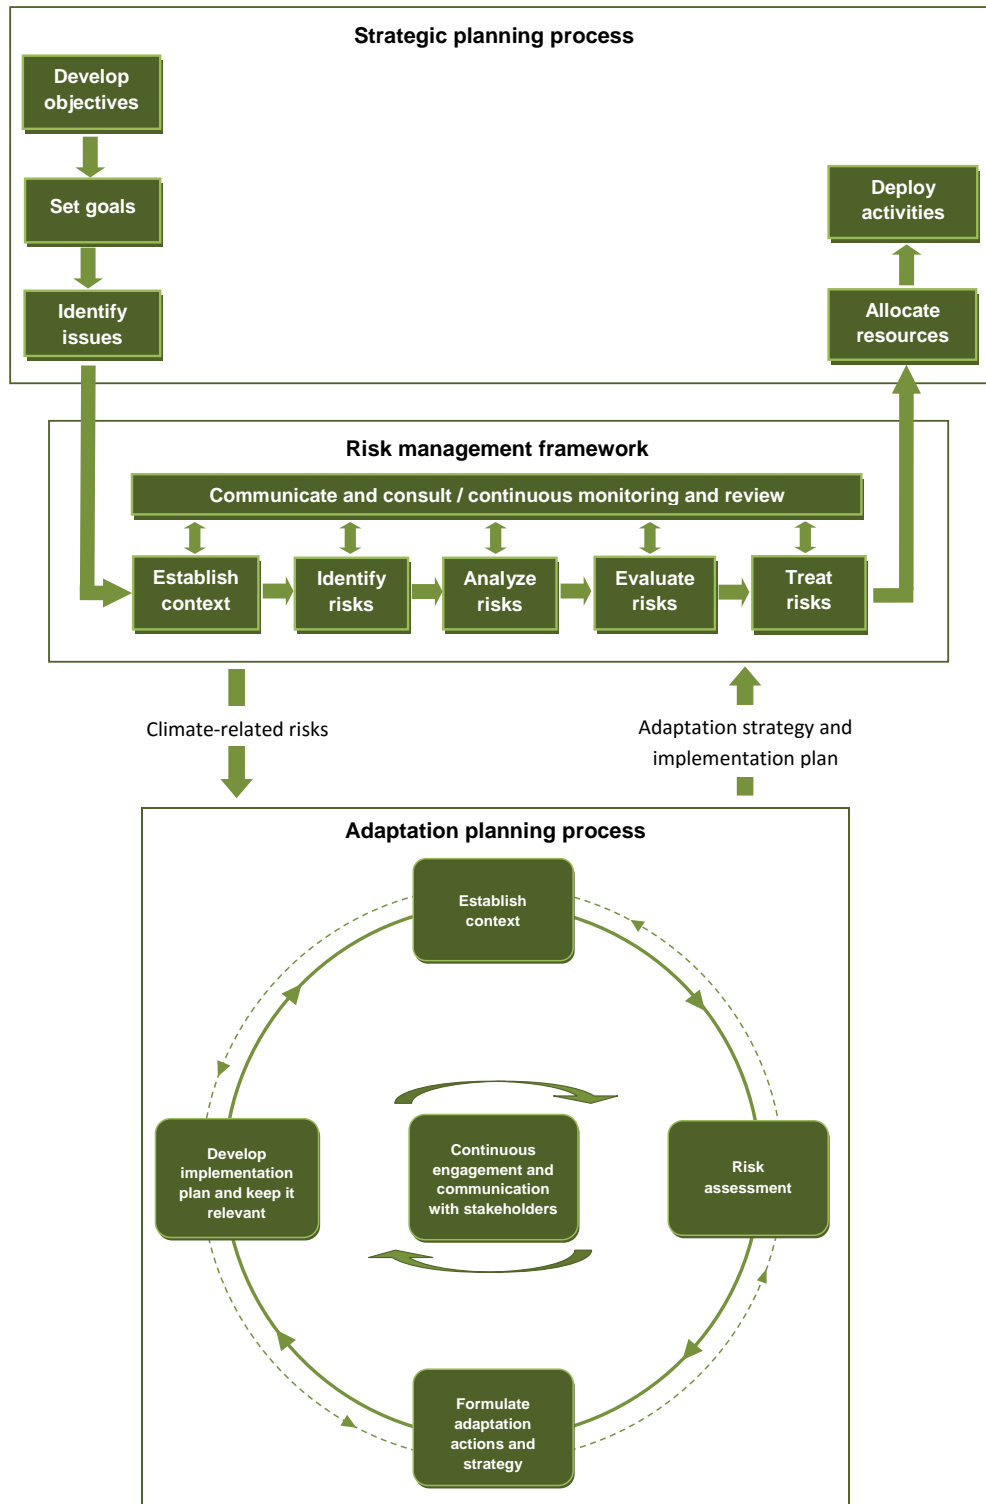 Strategic planning process
Develop
objectives
Set goals
Identify
issues
Deploy
activities
Allocate
resources
Risk management framework
Communicate and consult / continuous monitoring and review
Establish
context
Identify
risks
Analyze
risks
Evaluate
risks
Treat
risks
Climate-related risks
Adaptation strategy and
implementation plan
Adaptation planning process
Establish
context
Develop
implementation
plan and keep it
relevant
Continuous
engagement and
communication
with stakeholders
Risk
assessment
Formulate
adaptation
actions and
strategy